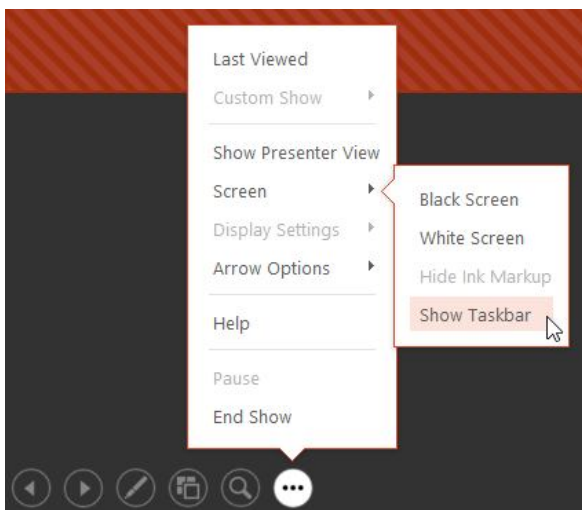 Last Viewed
Custom Show
Show Presenter View
Screen
Display Settings
Arrow Options
Help
Pause
End Show
Black Screen
White Screen
Hide Ink Markup
Show Taskbar